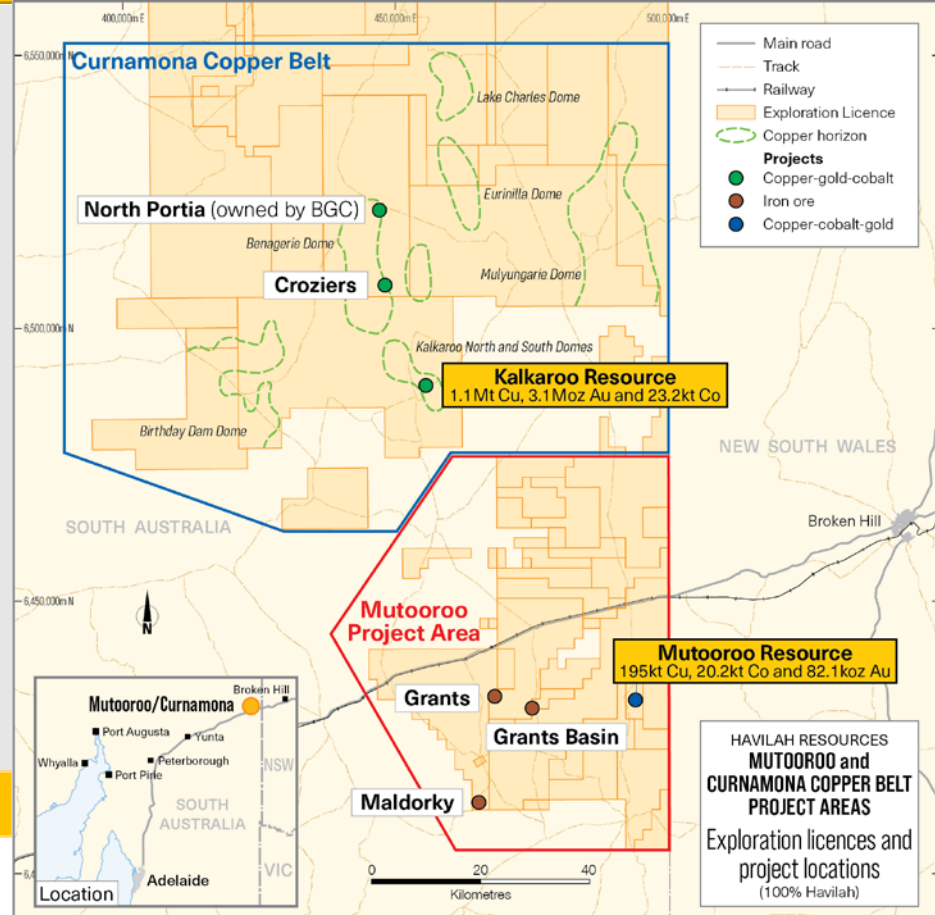 400,000m E
450,000m E
500,000m E
6,550,000m N
Curnamona Copper Belt
Lake Charles Dome
North Portia (owned by BGC)
Eurinilla Dome
Benagerie Dome
Mulyungarie Dome
Croziers
6,500,000m N
Kalkaroo North and South Domes
Kalkaroo Resource
1.1Mt Cu, 3.1Moz Au and 23.2kt Co
Birthday Dam Dome
NEW SOUTH WALES
SOUTH AUSTRALIA
Broken Hill
6,450,000m N
N
Mutooroo
Project Area
Mutooroo Resource
195kt Cu, 20.2kt Co and 82.1koz Au
Grants
Grants Basin
Maldorky
0
20
40
Kilometres
Main road
Track
Railway
Exploration Licence
Copper horizon
Projects
Copper-gold-cobalt
Iron ore
Copper-cobalt-gold
Broken Hill
Mutooroo/Curnamona
Port Augusta
Yunta
Whyalla
Peterborough
Port Pirie
NSW
SOUTH
AUSTRALIA
VIC
Adelaide
Location
HAVILAH RESOURCES
MUTOOROO and
CURNAMONA COPPER BELT
PROJECT AREAS
Exploration licences and
project locations
(100% Havilah)